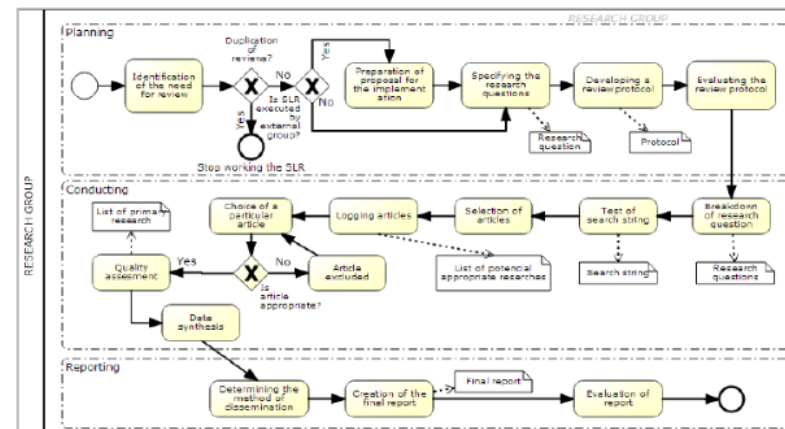 RESEARCH GROUP
RESEARCH GROUP
Planning
Identification
of the need
for review
Duplication
of
reviews?
No
Yes
Stop working the SLR
Is SLR
executed
by
external
group?
Yes
No
Preparation of
proposal for
the implement
ation
Specifying the
research
questions
Developing a
review protocol
Evaluating the
review protocol
Research
question
Protocol
Conducting
List of primary
research
Choice of a
particular
article
Logging articles
Selection of
articles
Test of
search string
Breakdown
of research
question
Quality
assesment
Yes
No
Is
article
appropriate?
Article
excluded
List of potencial
appropriate reserches
Search string
Research
questions
Data
synthesis
Reporting
Determining the
method of
dissemination
Creation of the
final report
Final report
Evaluation of
report